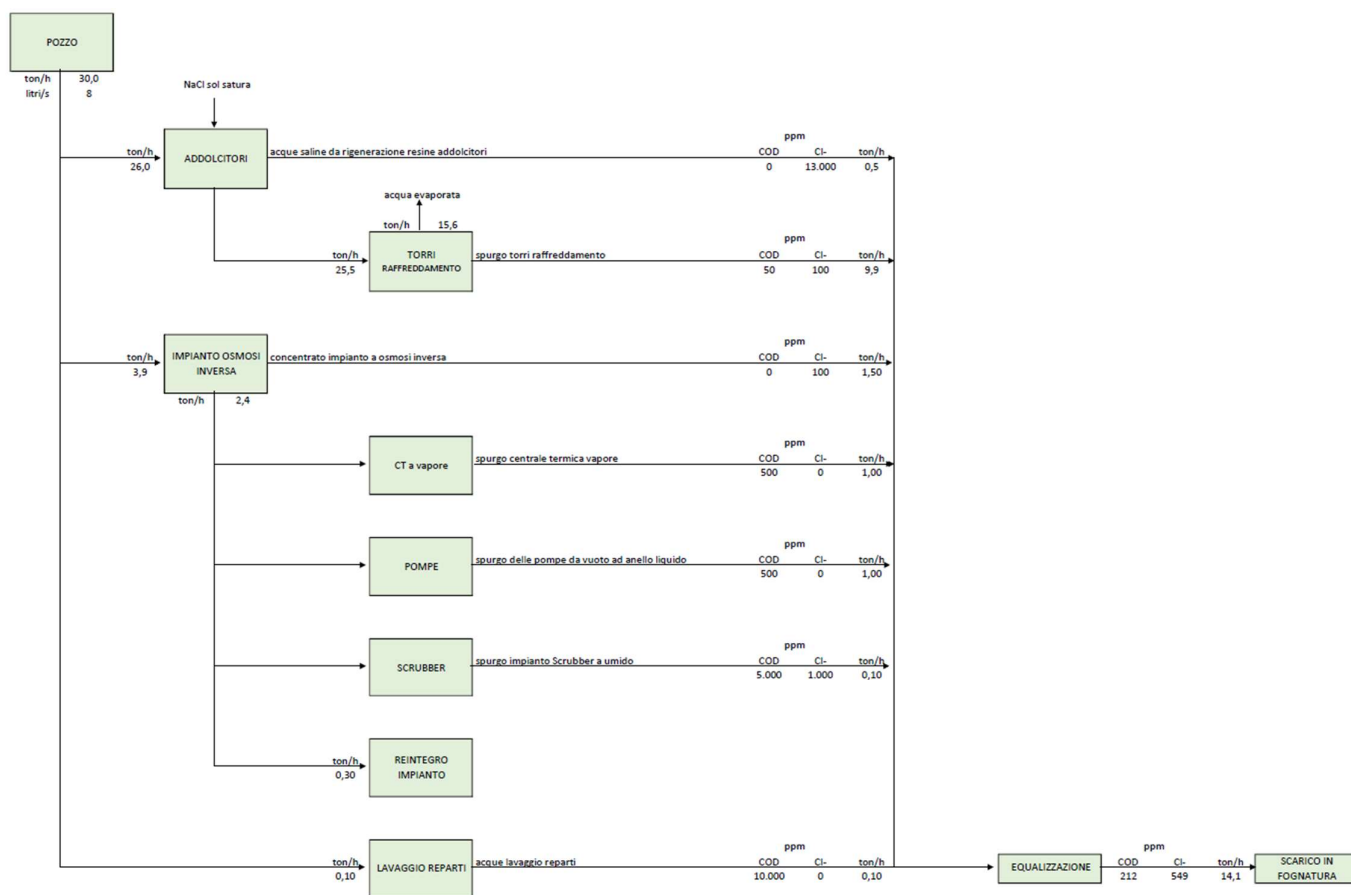 POZZO
ton/h 30,0
litri/s 8
NaCl sol satura
ppm
ton/h ADDOLCITORI acque saline da rigenerazione resine addolcitori COD Cl- ton/h
26,0 0 13.000 0,5
acqua evaporata
ton/h 15,6
ppm
ton/h TORRI spurgo torri raffreddamento COD Cl- ton/h
25,5 RAFFREDDAMENTO 50 100 9,9
ppm
ton/h IMPIANTO OSMOSI concentrato impianto a osmosi inversa COD Cl- ton/h
3,9 INVERSA 0 100 1,50
ton/h 2,4
ppm
CT a vapore spurgo centrale termica vapore COD Cl- ton/h
500 0 1,00
ppm
POMPE spurgo delle pompe da vuoto ad anello liquido COD Cl- ton/h
500 0 1,00
ppm
SCRUBBER spurgo impianto Scrubber a umido COD Cl- ton/h
5.000 1.000 0,10
ton/h REINTEGRO
0,30 IMPIANTO
ppm ppm
ton/h LAVAGGIO REPARTI acque lavaggio reparti COD Cl- ton/h EQUALIZZAZIONE COD Cl- ton/h SCARICO IN
0,10 10.000 0 0,10 212 549 14,1 FOGNATURA